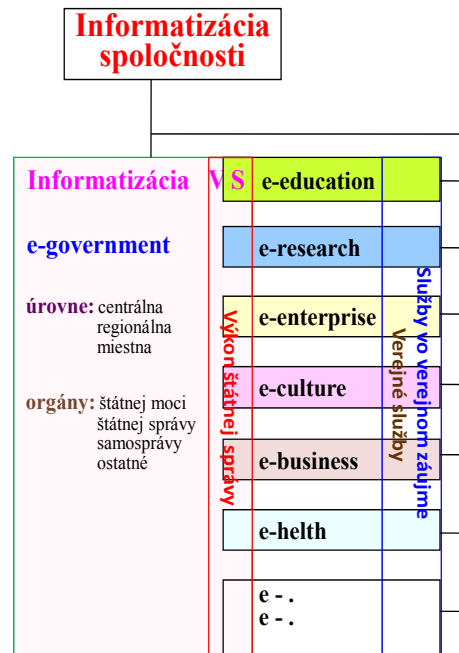 Informatizácia
spoločnosti
Informatizácia VS
e-government
úrovne: centrálna
regionálna
miestna
orgány: štátnej moci
štátnej správy
samosprávy
ostatné
Výkon štátnej správy
e-education
e-research
e-enterprise
e-culture
e-business
e-helth
e - .
e - .
Verejné služby
Služby vo verejnom záujme